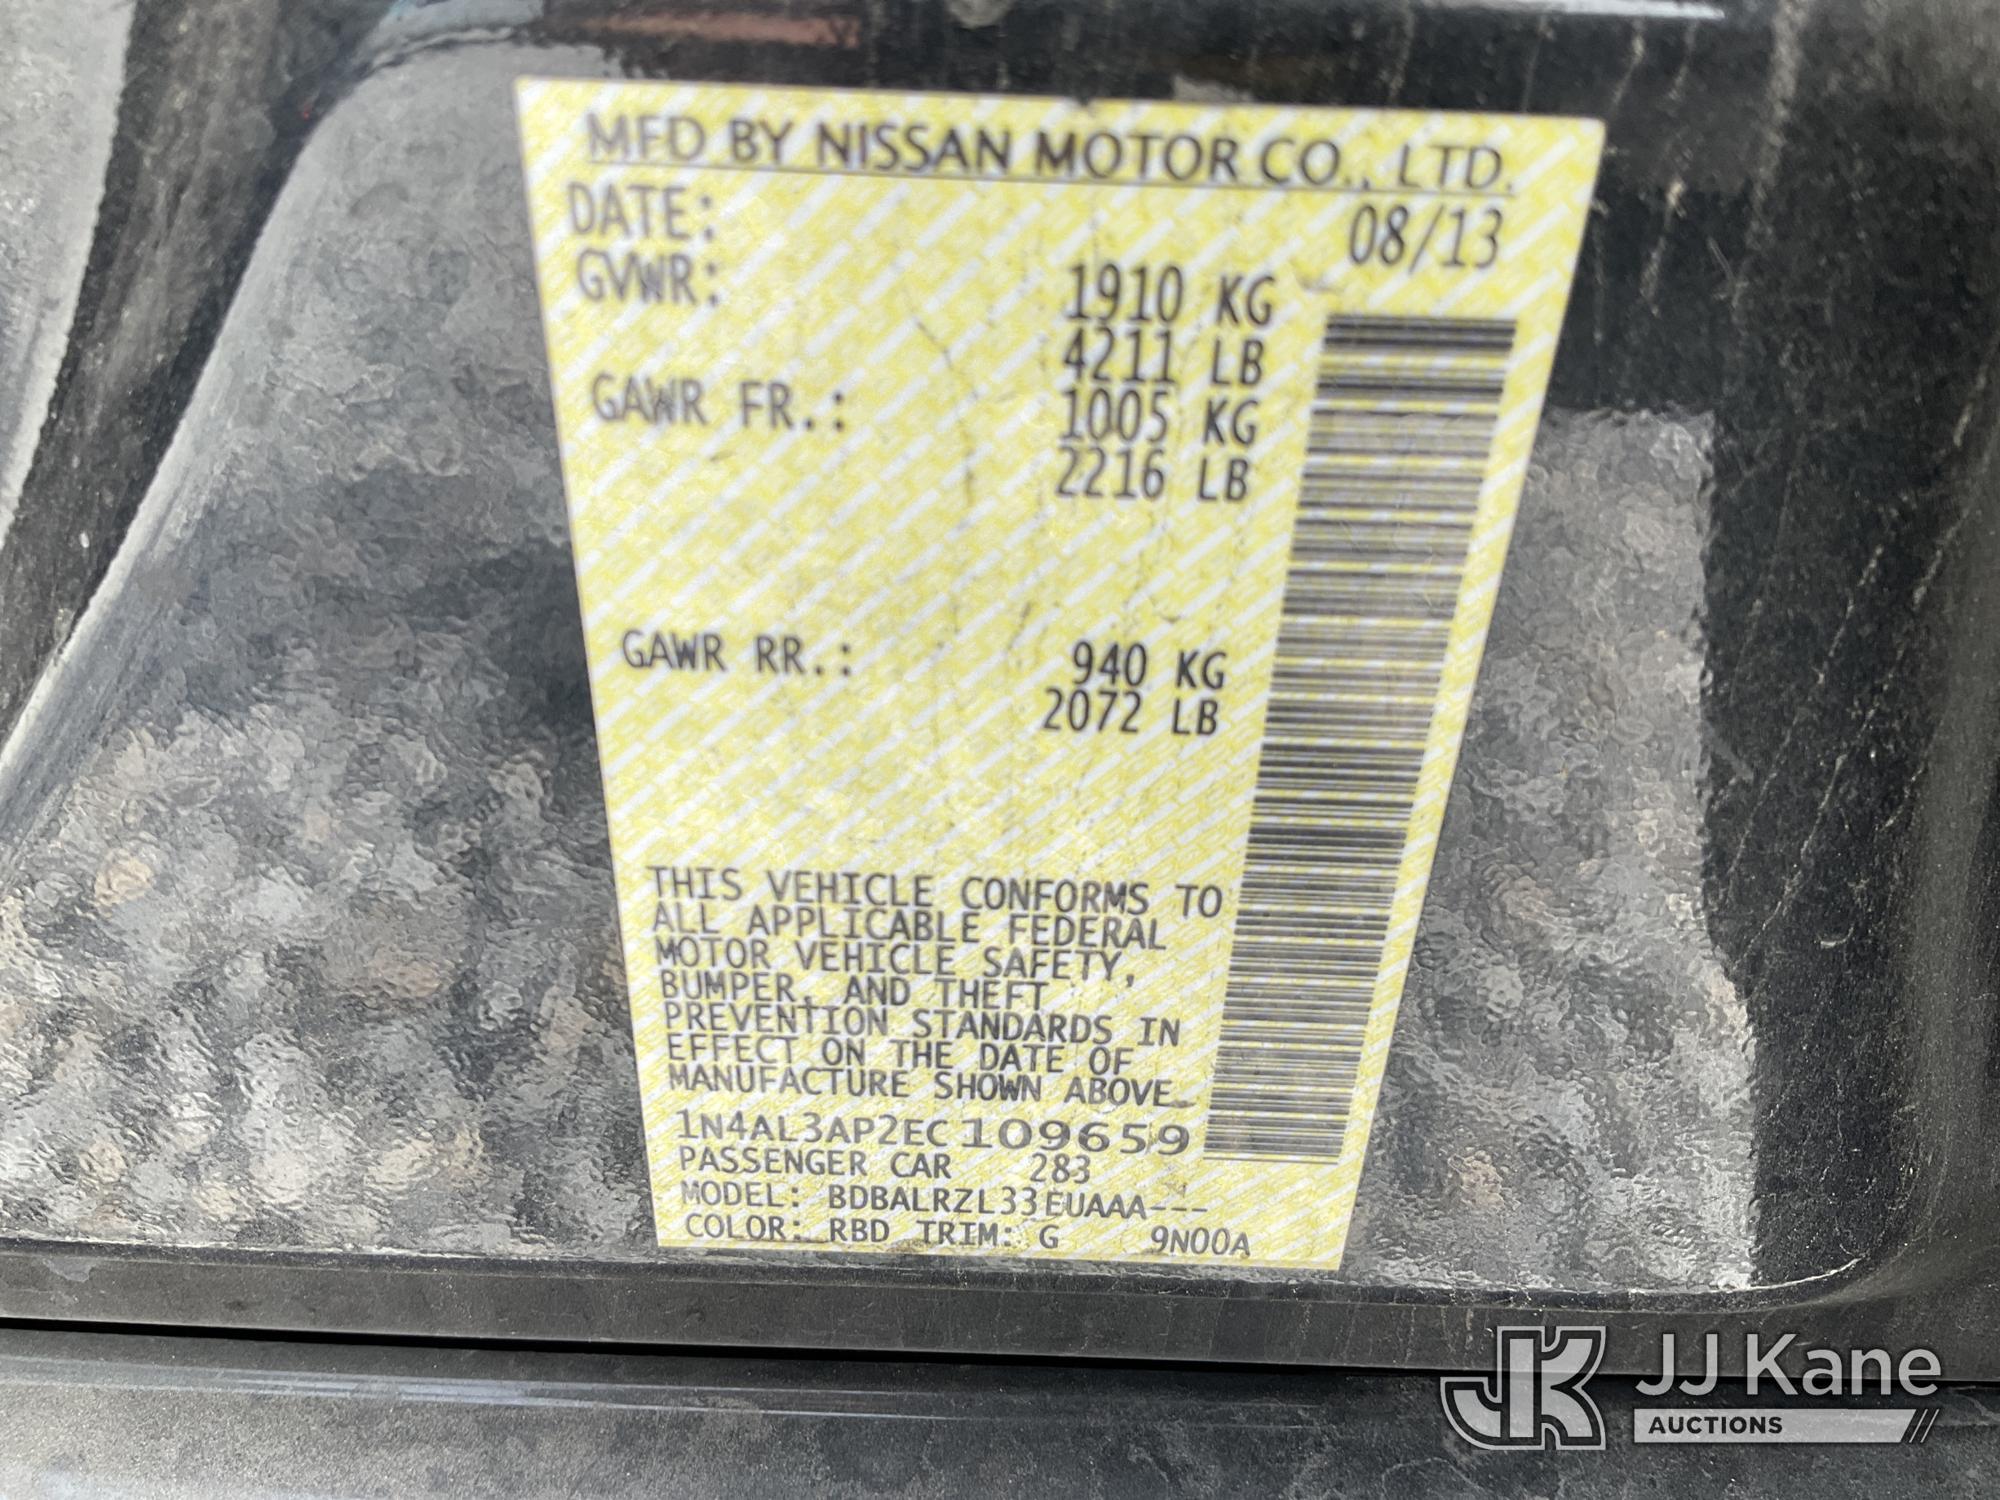 MFD BY NISSAN MOTOR CO., LTD.
DATE: 08/13
GVWR: 1910 KG
4211 LB
GAWR FR.: 1005 KG
2216 LB
GAWR RR.: 940 KG
2072 LB
THIS VEHICLE CONFORMS TO
ALL APPLICABLE FEDERAL
MOTOR VEHICLE SAFETY,
BUMPER, AND THEFT
PREVENTION STANDARDS IN
EFFECT ON THE DATE OF
MANUFACTURE SHOWN ABOVE
1N4AL3AP2EC109659
PASSENGER CAR 283
MODEL: BDBALRZL33EUAAA---
COLOR: RBD TRIM: G 9N00A
JK JJ Kane
AUCTIONS